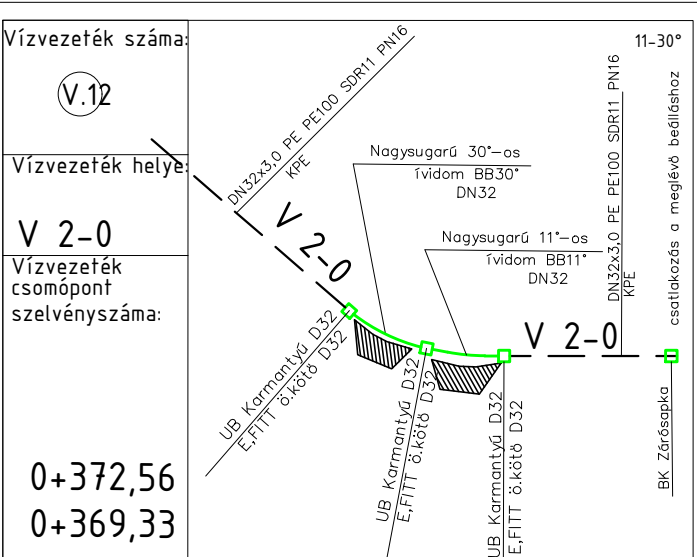 Vízvezeték száma:
V.12
Vízvezeték helye:
V 2-0
Vízvezeték
csomópont
szelvényszáma:
0+372,56
0+369,33
11-30°
DN32x3,0 PE PE100 SDR11 PN16
KPE
V 2-0
Nagysugarú 30°-os
ívidom BB30°
DN32
Nagysugarú 11°-os
ívidom BB11°
DN32
DN32x3,0 PE PE100 SDR11 PN16
KPE
csatlakozás a meglévő beálláshoz
V 2-0
UB Karmantyú D32
E,FITT ö.kötő D32
UB Karmantyú D32
E,FITT ö.kötő D32
UB Karmantyú D32
E,FITT ö.kötő D32
BK Zárósapka